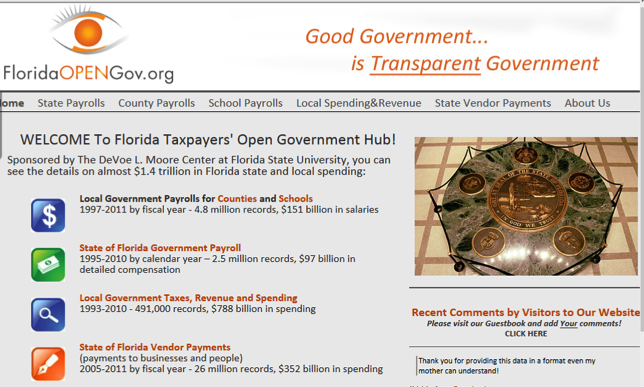 FloridaOPENGov.org
Good Government...
is Transparent Government
ome State Payrolls County Payrolls School Payrolls Local Spending&Revenue State Vendor Payments About Us
WELCOME To Florida Taxpayers' Open Government Hub!
Sponsored by The DeVoe L. Moore Center at Florida State University, you can
see the details on almost $1.4 trillion in Florida state and local spending:
Local Government Payrolls for Counties and Schools
1997-2011 by fiscal year - 4.8 million records, $151 billion in salaries
State of Florida Government Payroll
1995-2010 by calendar year – 2.5 million records, $97 billion in
detailed compensation
Local Government Taxes, Revenue and Spending
1993-2010 - 491,000 records, $788 billion in spending
State of Florida Vendor Payments
(payments to businesses and people)
2005-2011 by fiscal year - 26 million records, $352 billion in spending
Recent Comments by Visitors to Our Website
Please visit our Guestbook and add Your comments!
CLICK HERE
Thank you for providing this data in a format even my
mother can understand!